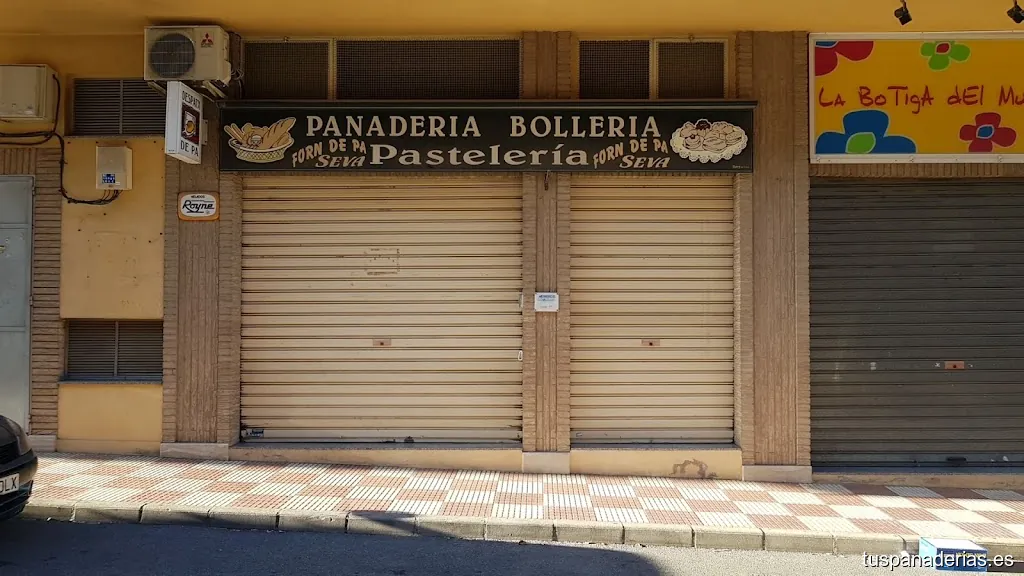 DESPATX
DE PA
PANADERIA BOLLERIA
FORN DE PA
SEVA
Pastelería
FORN DE PA
SEVA
Royne
LA BoTigA dEl Mu
tuspanaderias.es